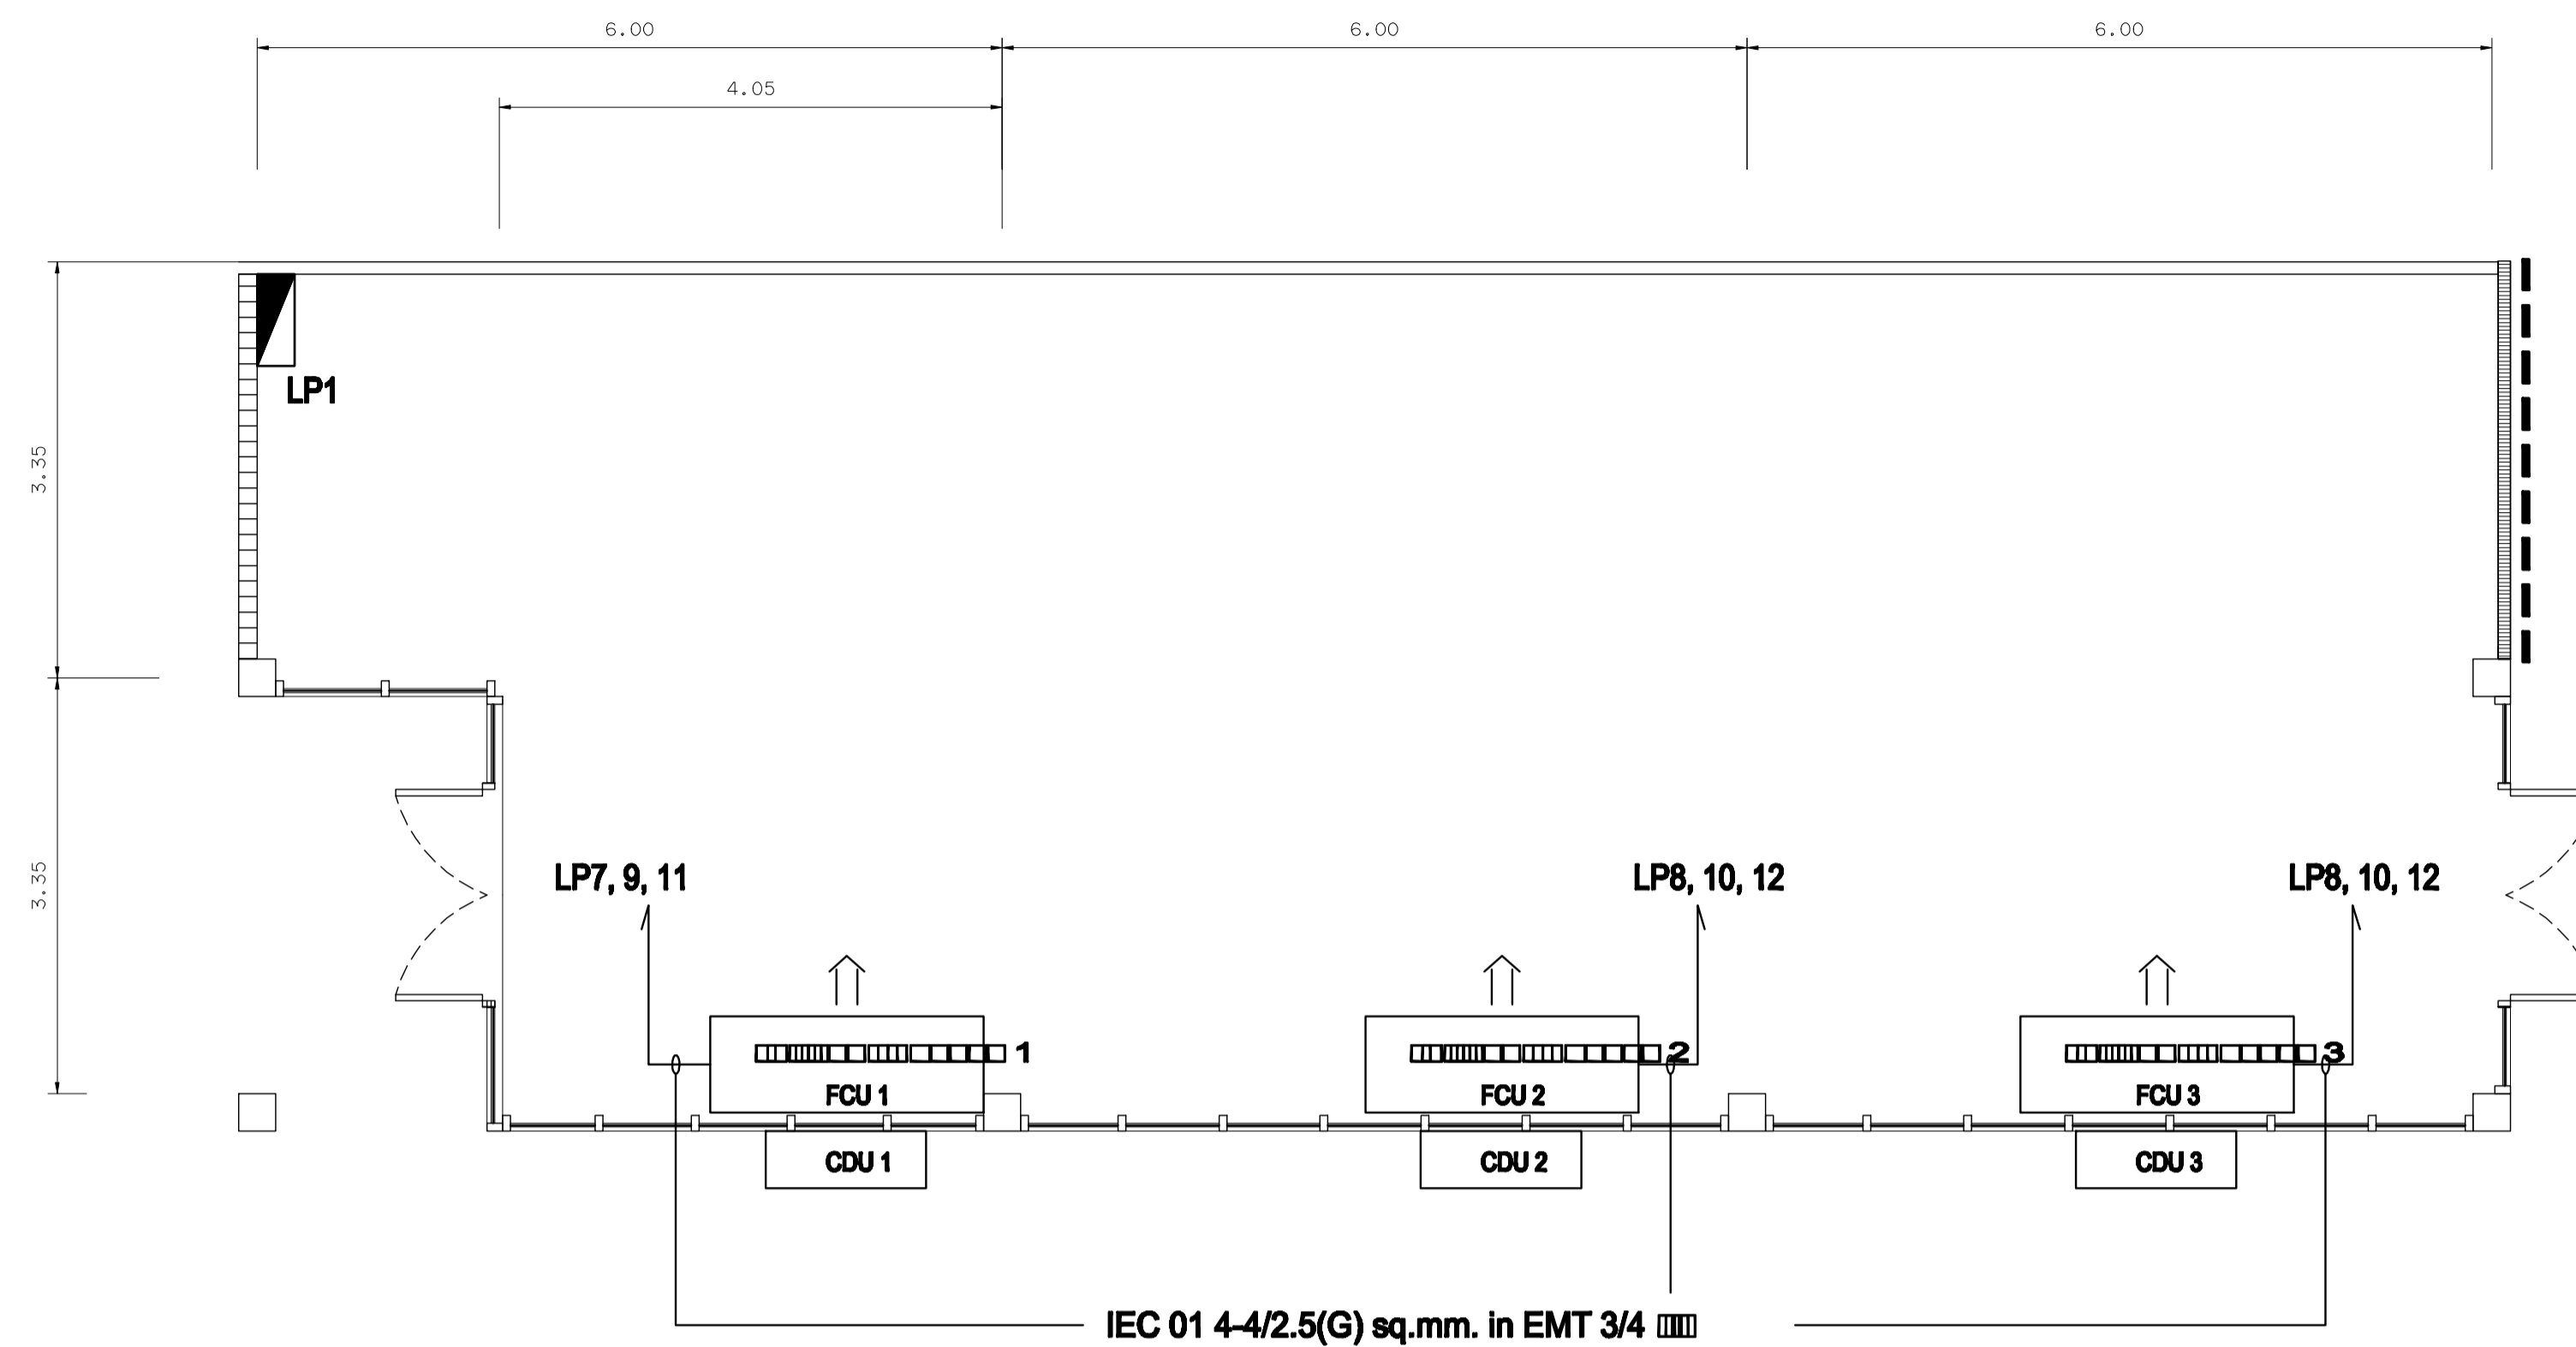 6.00 6.00 6.00
4.05
LP1
3.35
3.35
LP7, 9, 11
LP8, 10, 12
LP8, 10, 12
1
FCU 1
2
FCU 2
3
FCU 3
CDU 1
CDU 2
CDU 3
IEC 01 4-4/2.5(G) sq.mm. in EMT 3/4